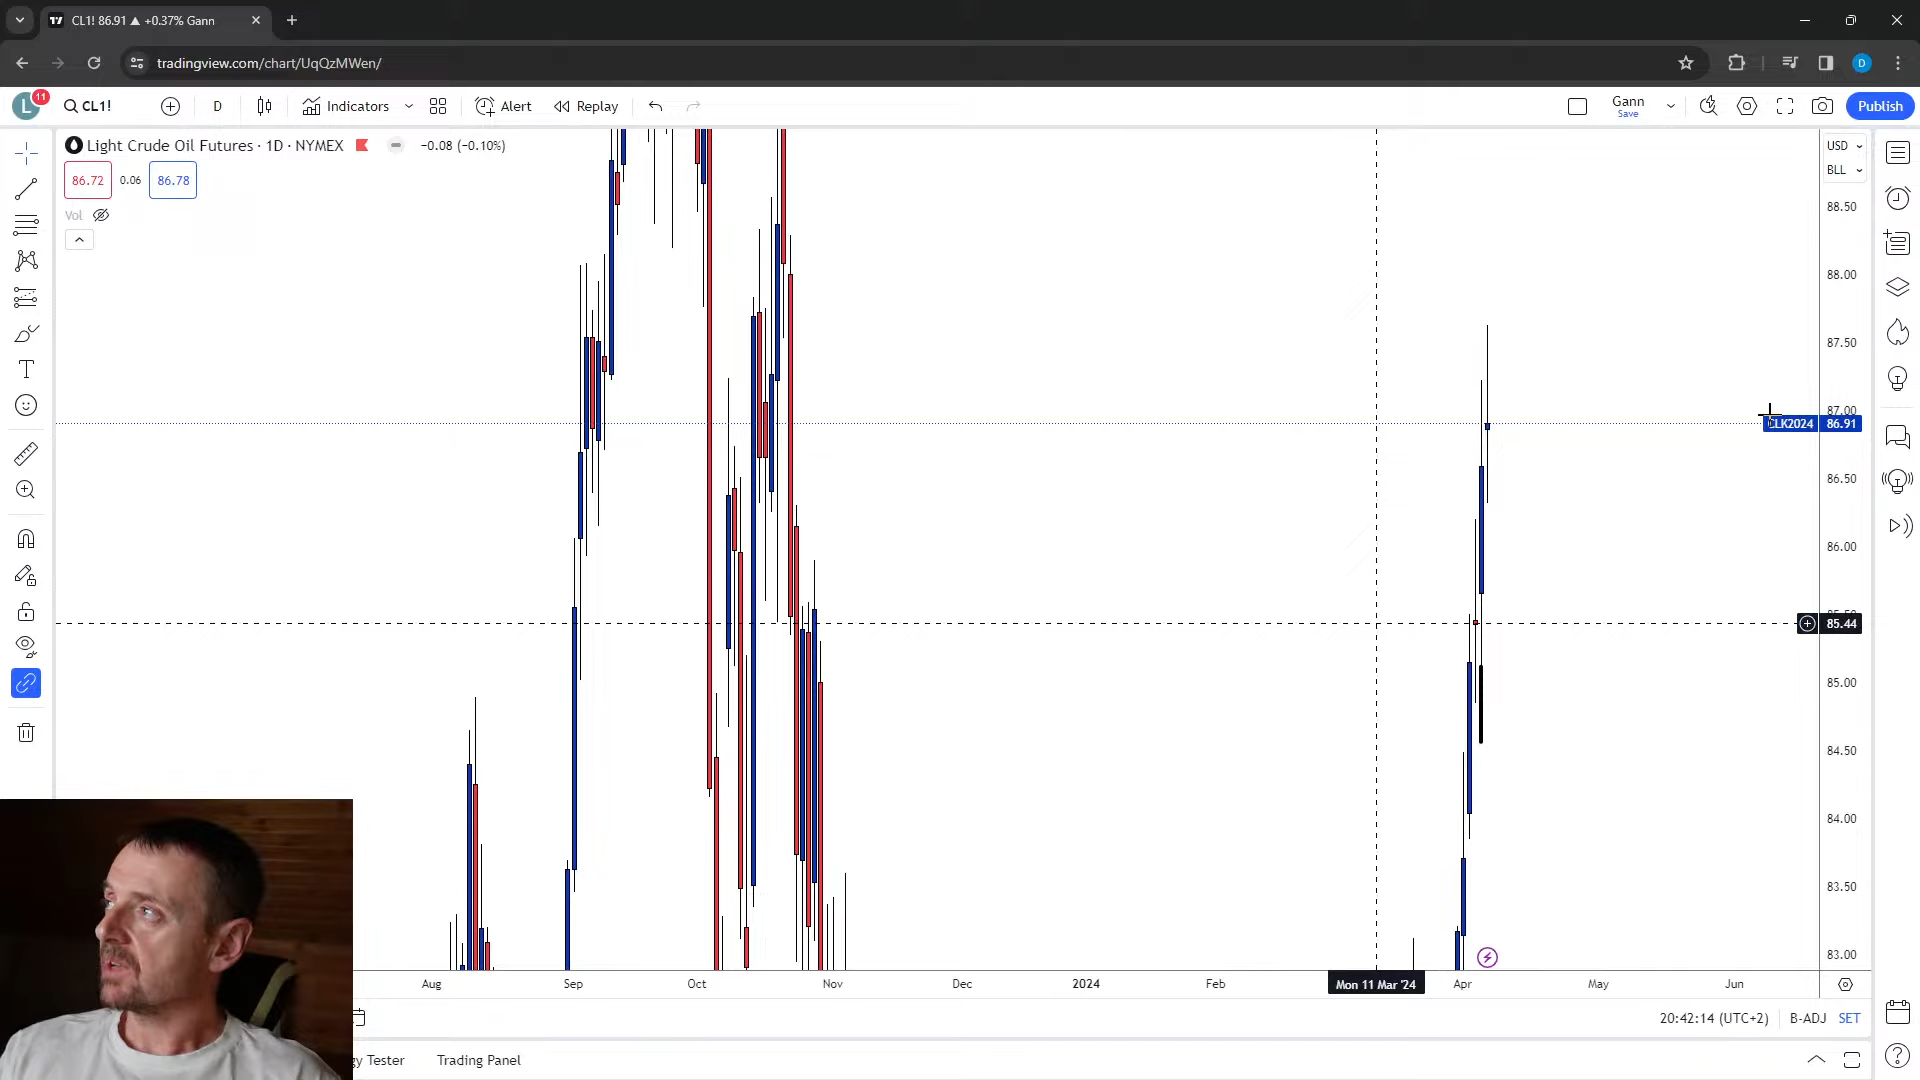 CL1! 86.91 ▲ +0.37% Gann
tradingview.com/chart/UqQzMWen/
D
L
11
CL1!
D
Indicators
Alert
Replay
Gann
Save
Publish
Light Crude Oil Futures · 1D · NYMEX
−0.08 (−0.10%)
USD
BLL
86.72
0.06
86.78
Vol
88.50
88.00
87.50
87.00
CLK2024
86.91
86.50
86.00
85.44
85.00
84.50
84.00
83.50
83.00
Aug
Sep
Oct
Nov
Dec
2024
Feb
Mon 11 Mar '24
Apr
May
Jun
20:42:14 (UTC+2)
B-ADJ
SET
gy Tester
Trading Panel